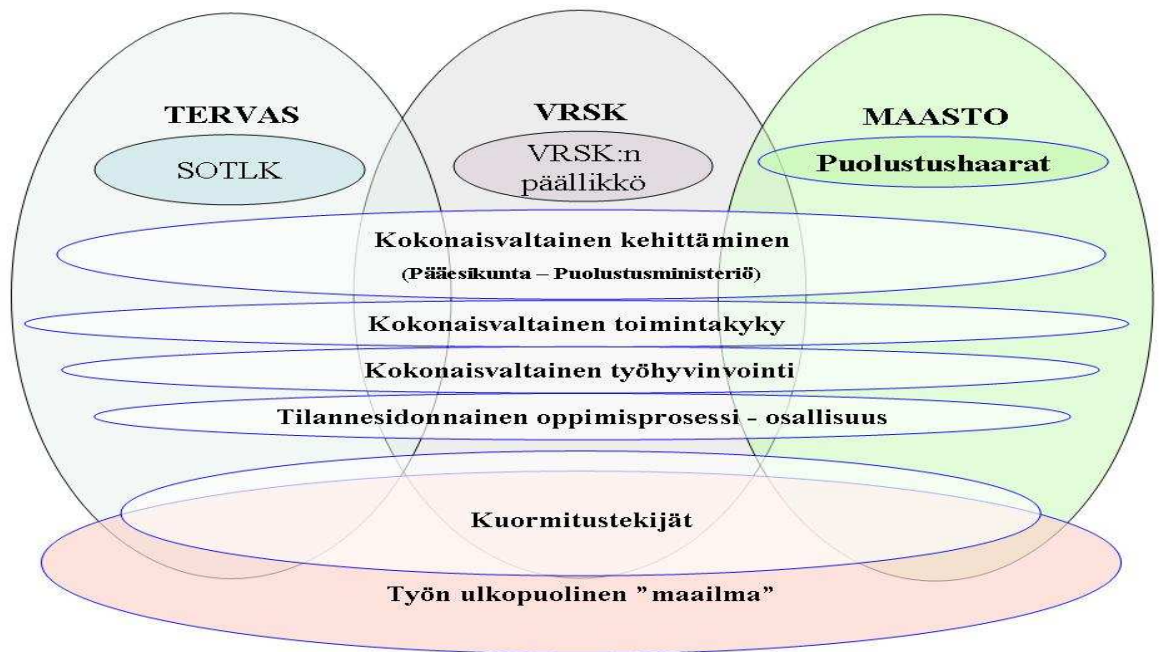 TERVAS
VRSK
MAASTO
SOTLK
VRSK:n
päällikkö
Puolustushaarat
Kokonaisvaltainen kehittäminen
(Pääesikunta – Puolustusministeriö)
Kokonaisvaltainen toimintakyky
Kokonaisvaltainen työhyvinvointi
Tilannesidonnainen oppimisprosessi - osallisuus
Kuormitustekijät
Työn ulkopuolinen ”maailma”